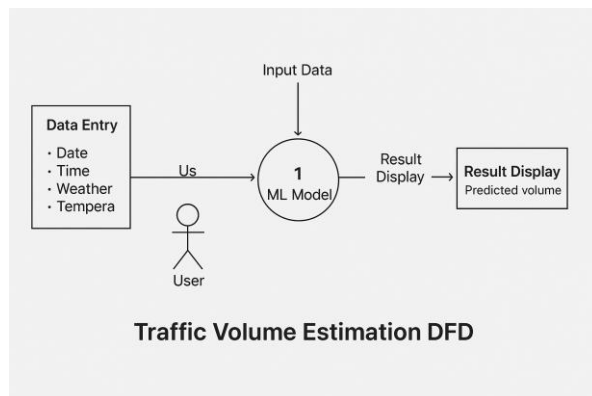 Input Data
Data Entry
· Date
· Time
· Weather
· Tempera
Us
1
ML Model
Result
Display
Result Display
Predicted volume
User
Traffic Volume Estimation DFD